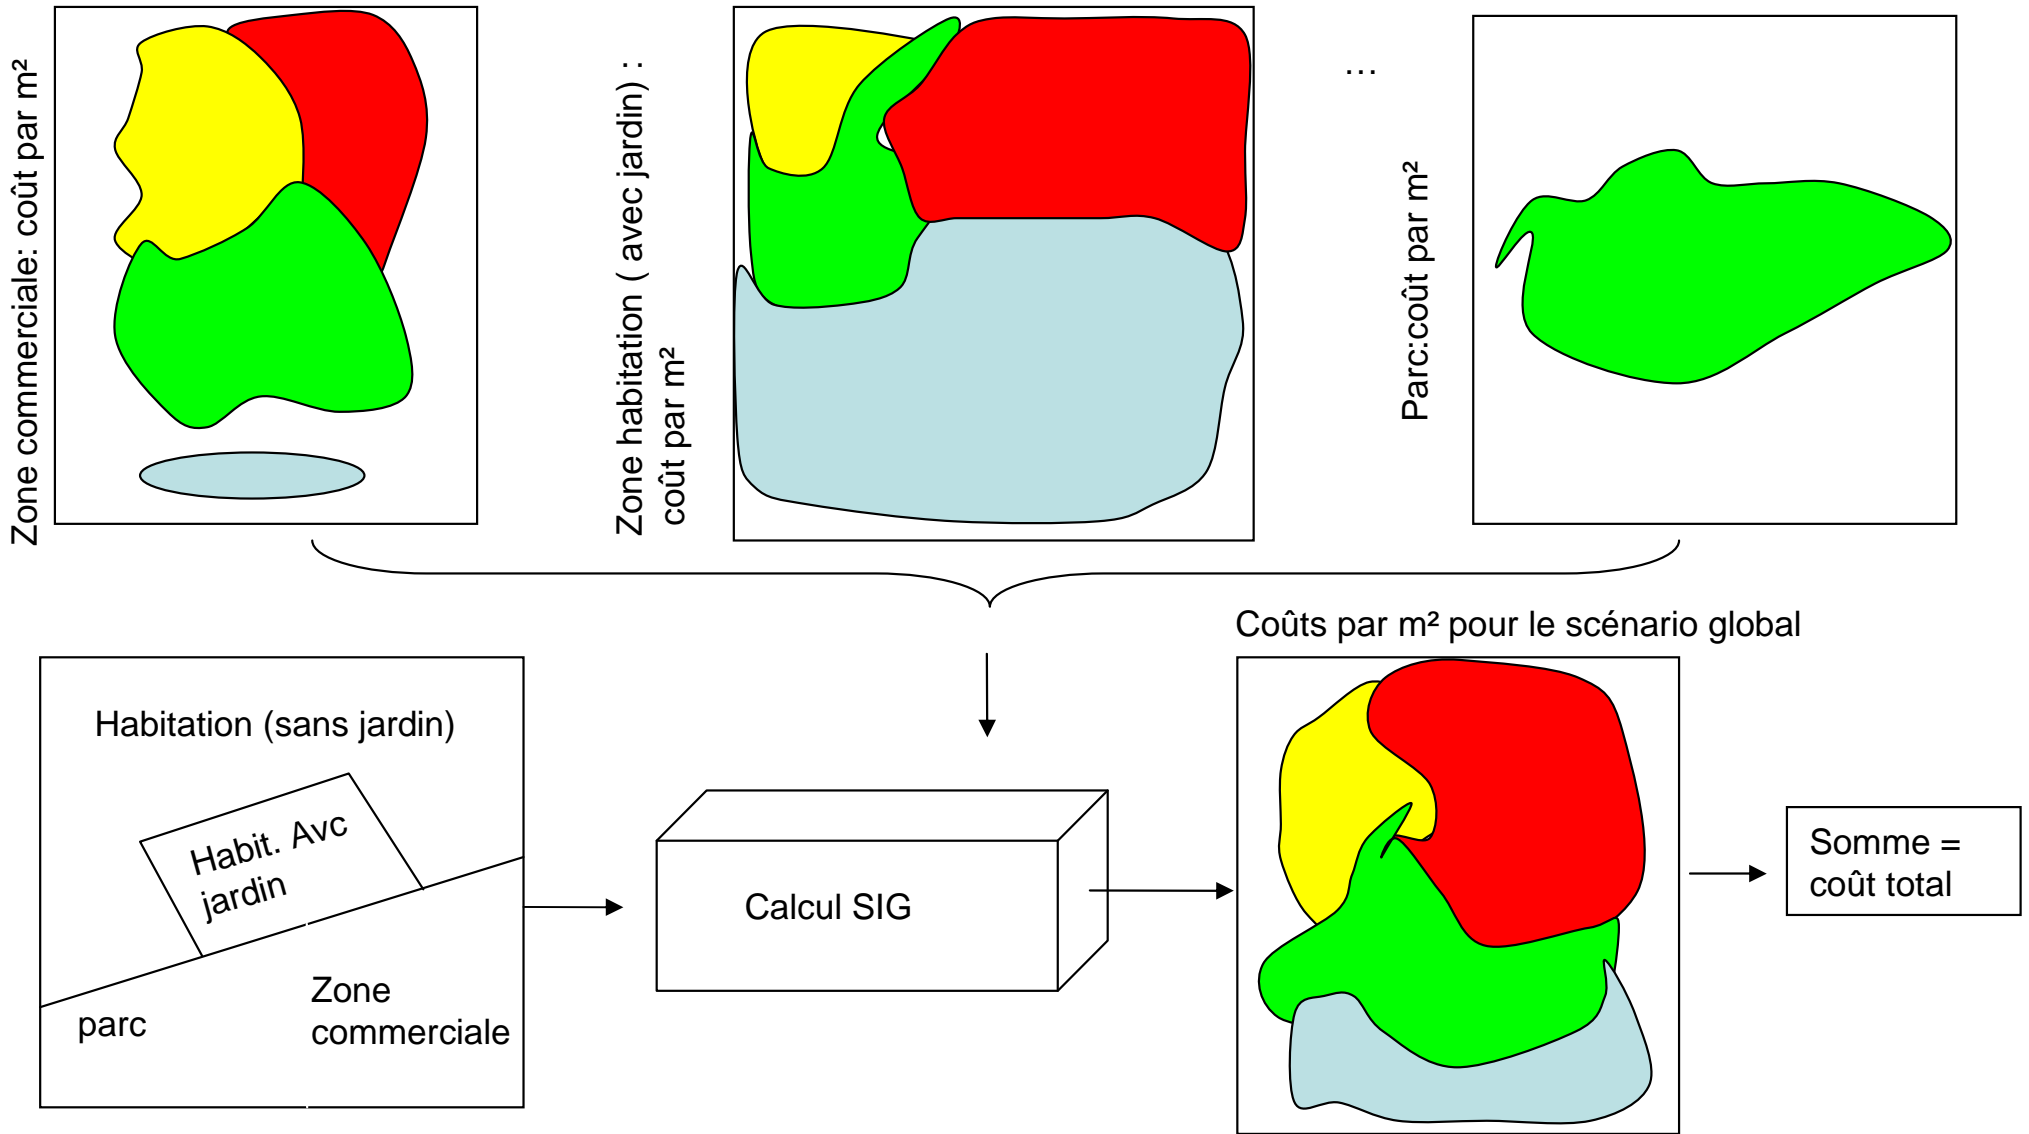 Zone commerciale: coût par m²
Zone habitation ( avec jardin) :
coût par m²
…
Parc:coût par m²
Coûts par m² pour le scénario global
Habitation (sans jardin)
Habit. Avc
jardin
parc
Zone
commerciale
Calcul SIG
Somme =
coût total